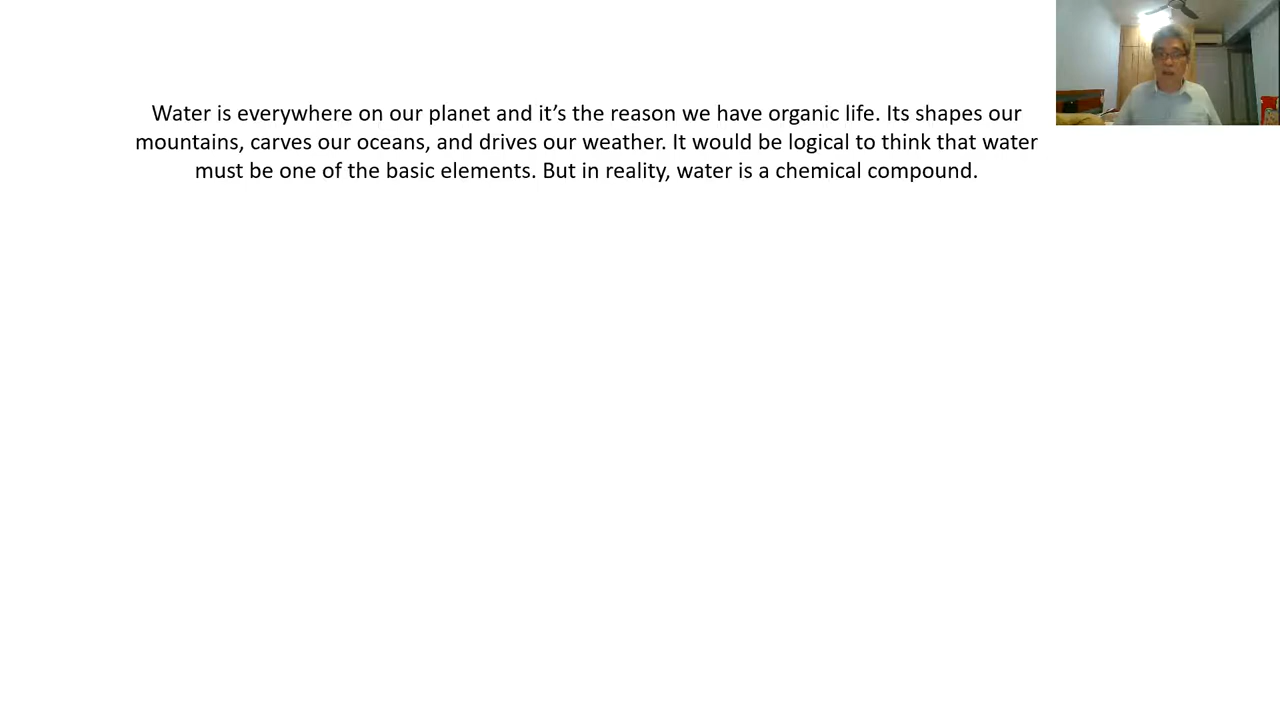 Water is everywhere on our planet and it’s the reason we have organic life. Its shapes our
mountains, carves our oceans, and drives our weather. It would be logical to think that water
must be one of the basic elements. But in reality, water is a chemical compound.